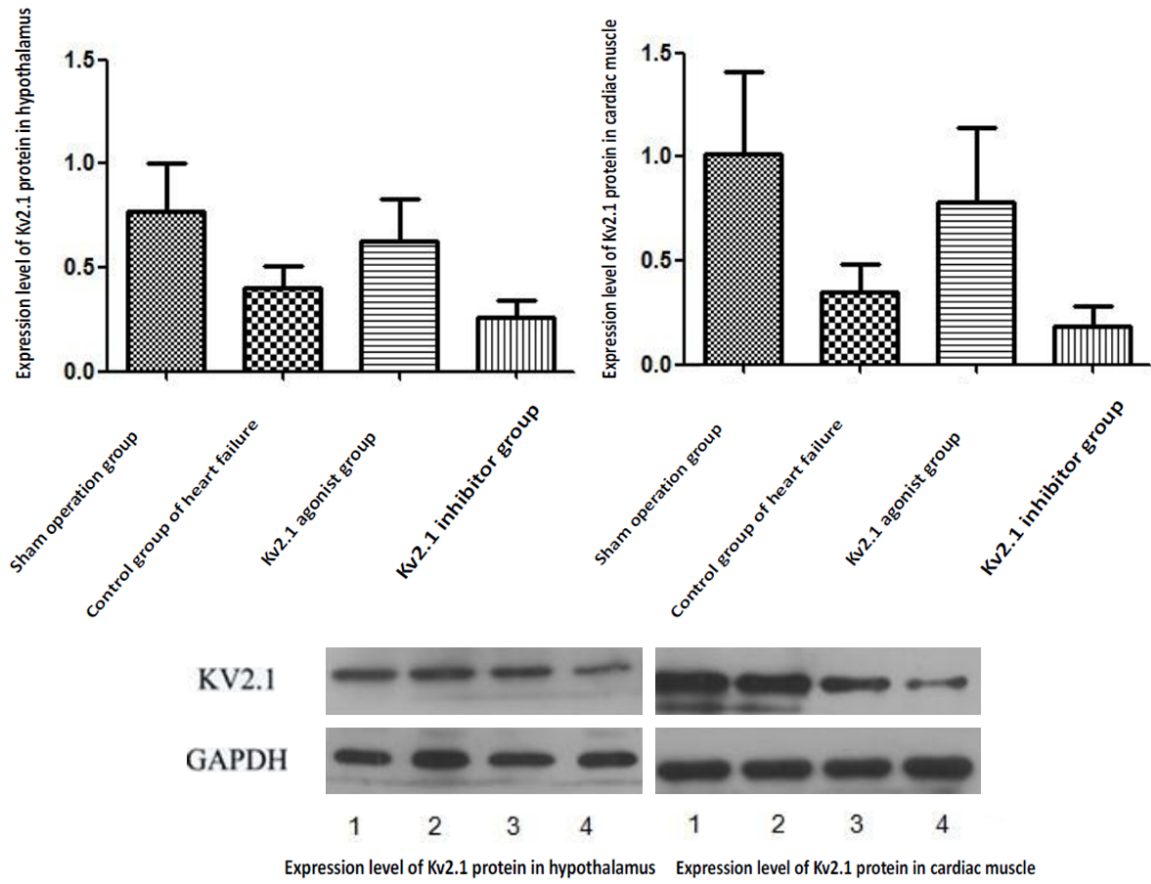 Expression level of Kv2.1 protein in hypothalamus
1.5
1.0
0.5
0.0
Sham operation group
Control group of heart failure
Kv2.1 agonist group
Kv2.1 inhibitor group
Expression level of Kv2.1 protein in cardiac muscle
1.5
1.0
0.5
0.0
Sham operation group
Control group of heart failure
Kv2.1 agonist group
Kv2.1 inhibitor group
KV2.1
GAPDH
1 2 3 4 1 2 3 4
Expression level of Kv2.1 protein in hypothalamus Expression level of Kv2.1 protein in cardiac muscle